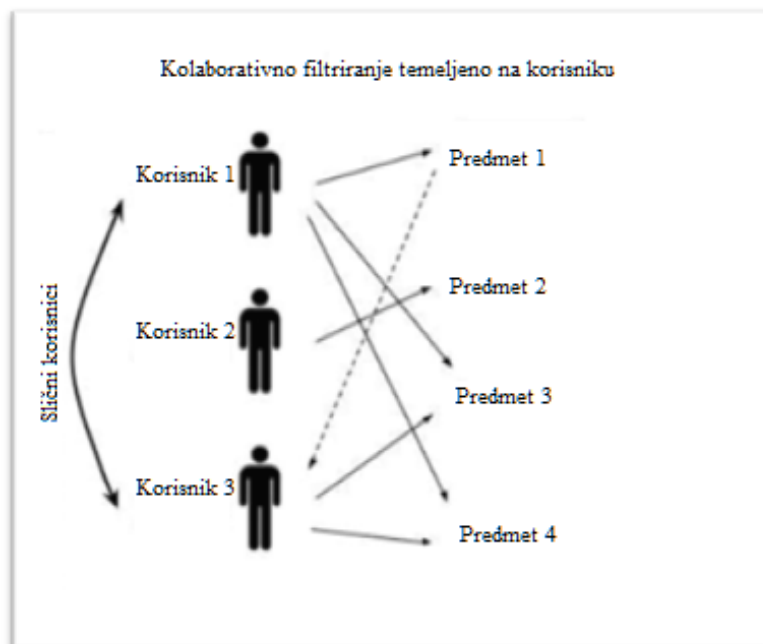 Kolaborativno filtriranje temeljeno na korisniku
Korisnik 1
Predmet 1
Slični korisnici
Korisnik 2
Predmet 2
Predmet 3
Korisnik 3
Predmet 4